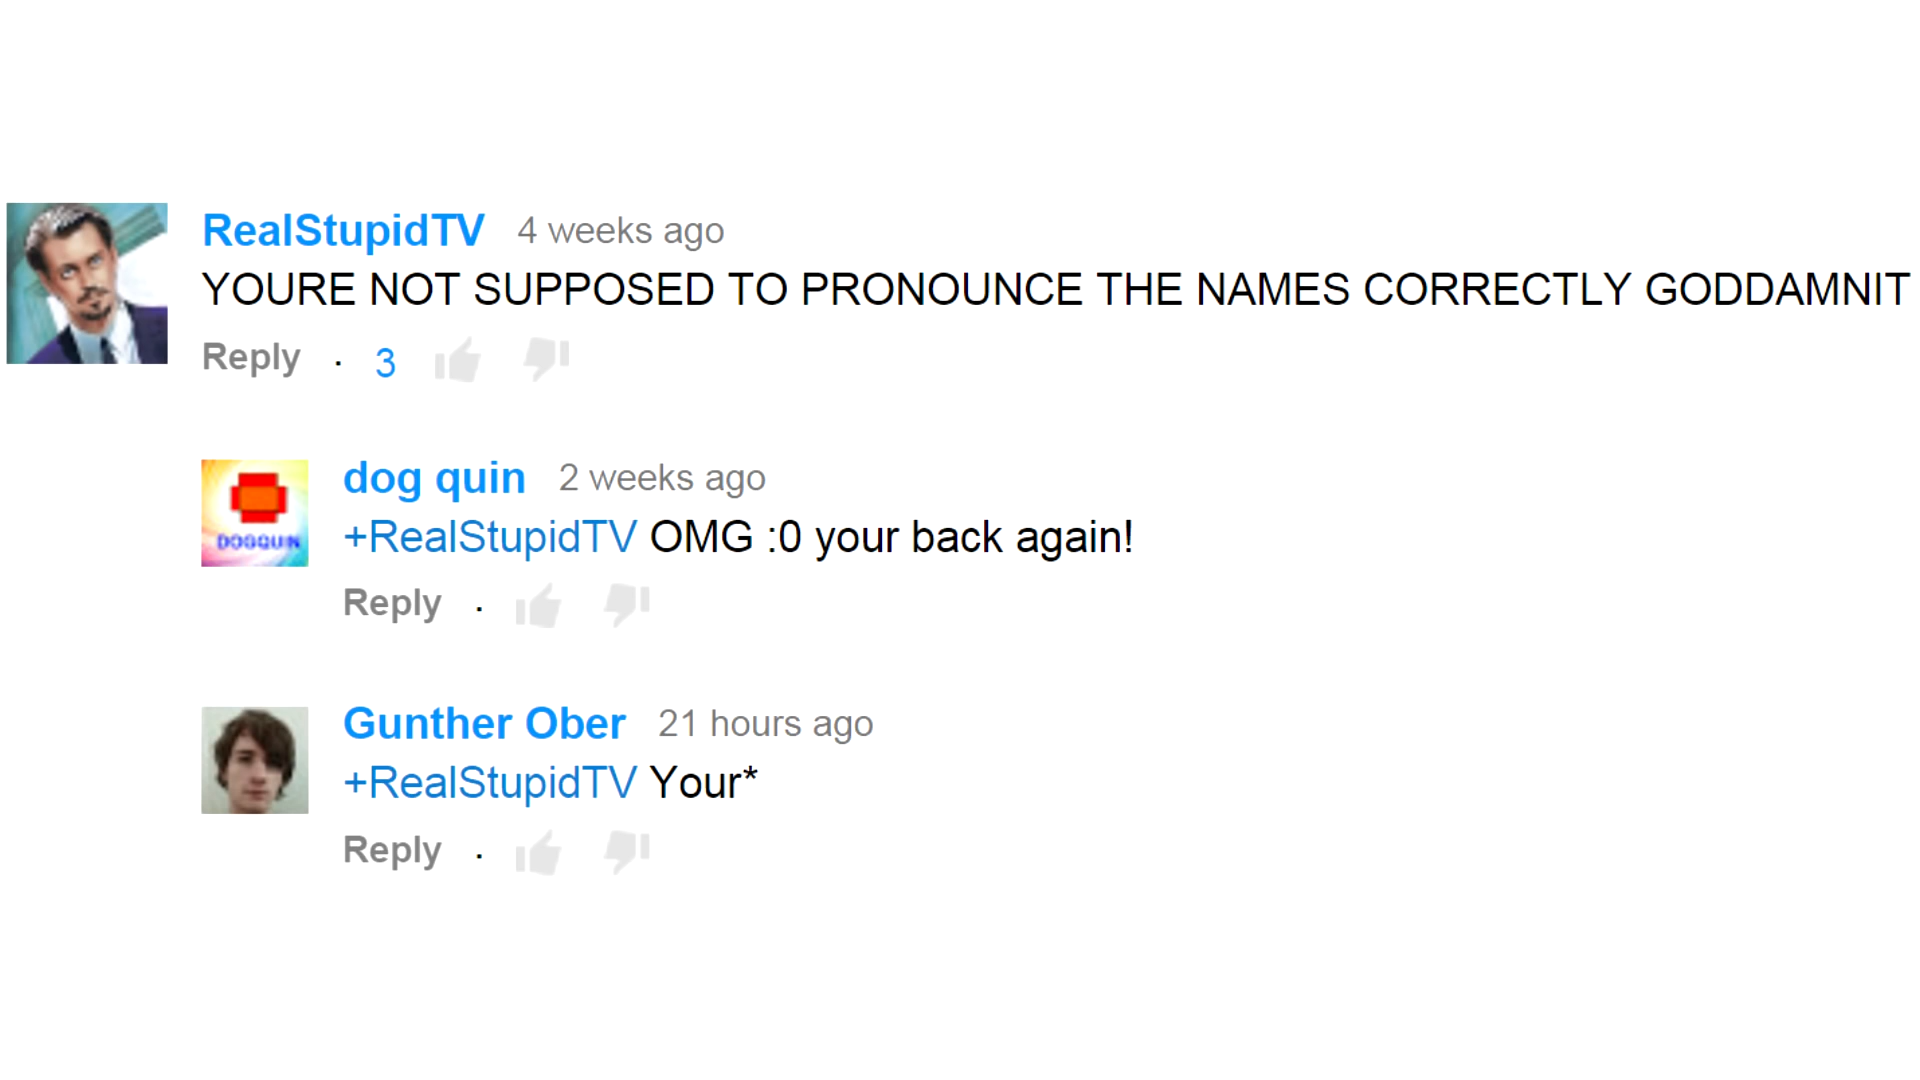 RealStupidTV 4 weeks ago
YOURE NOT SUPPOSED TO PRONOUNCE THE NAMES CORRECTLY GODDAMNIT
Reply · 3
dog quin 2 weeks ago
DOGQUIN
+RealStupidTV OMG :0 your back again!
Reply ·
Gunther Ober 21 hours ago
+RealStupidTV Your*
Reply ·